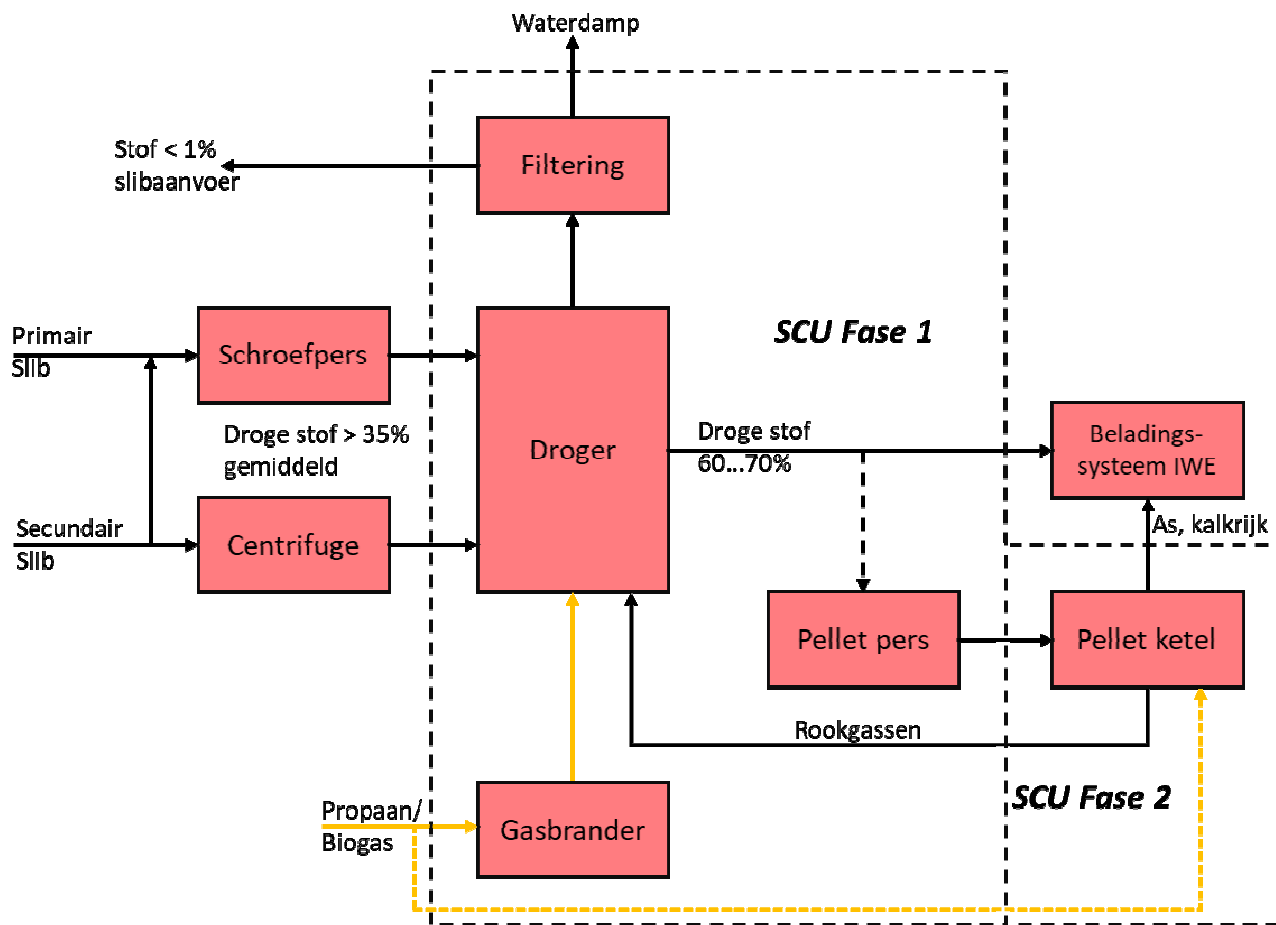 Waterdamp
Filtering
Stof < 1%
slibaanvoer
SCU Fase 1
Primair
Slib
Schroefpers
Droge stof > 35%
gemiddeld
Droger
Droge stof
60...70%
Beladings-
systeem IWE
Secundair
Slib
Centrifuge
As, kalkrijk
Pellet pers
Pellet ketel
Rookgassen
SCU Fase 2
Propaan/
Biogas
Gasbrander